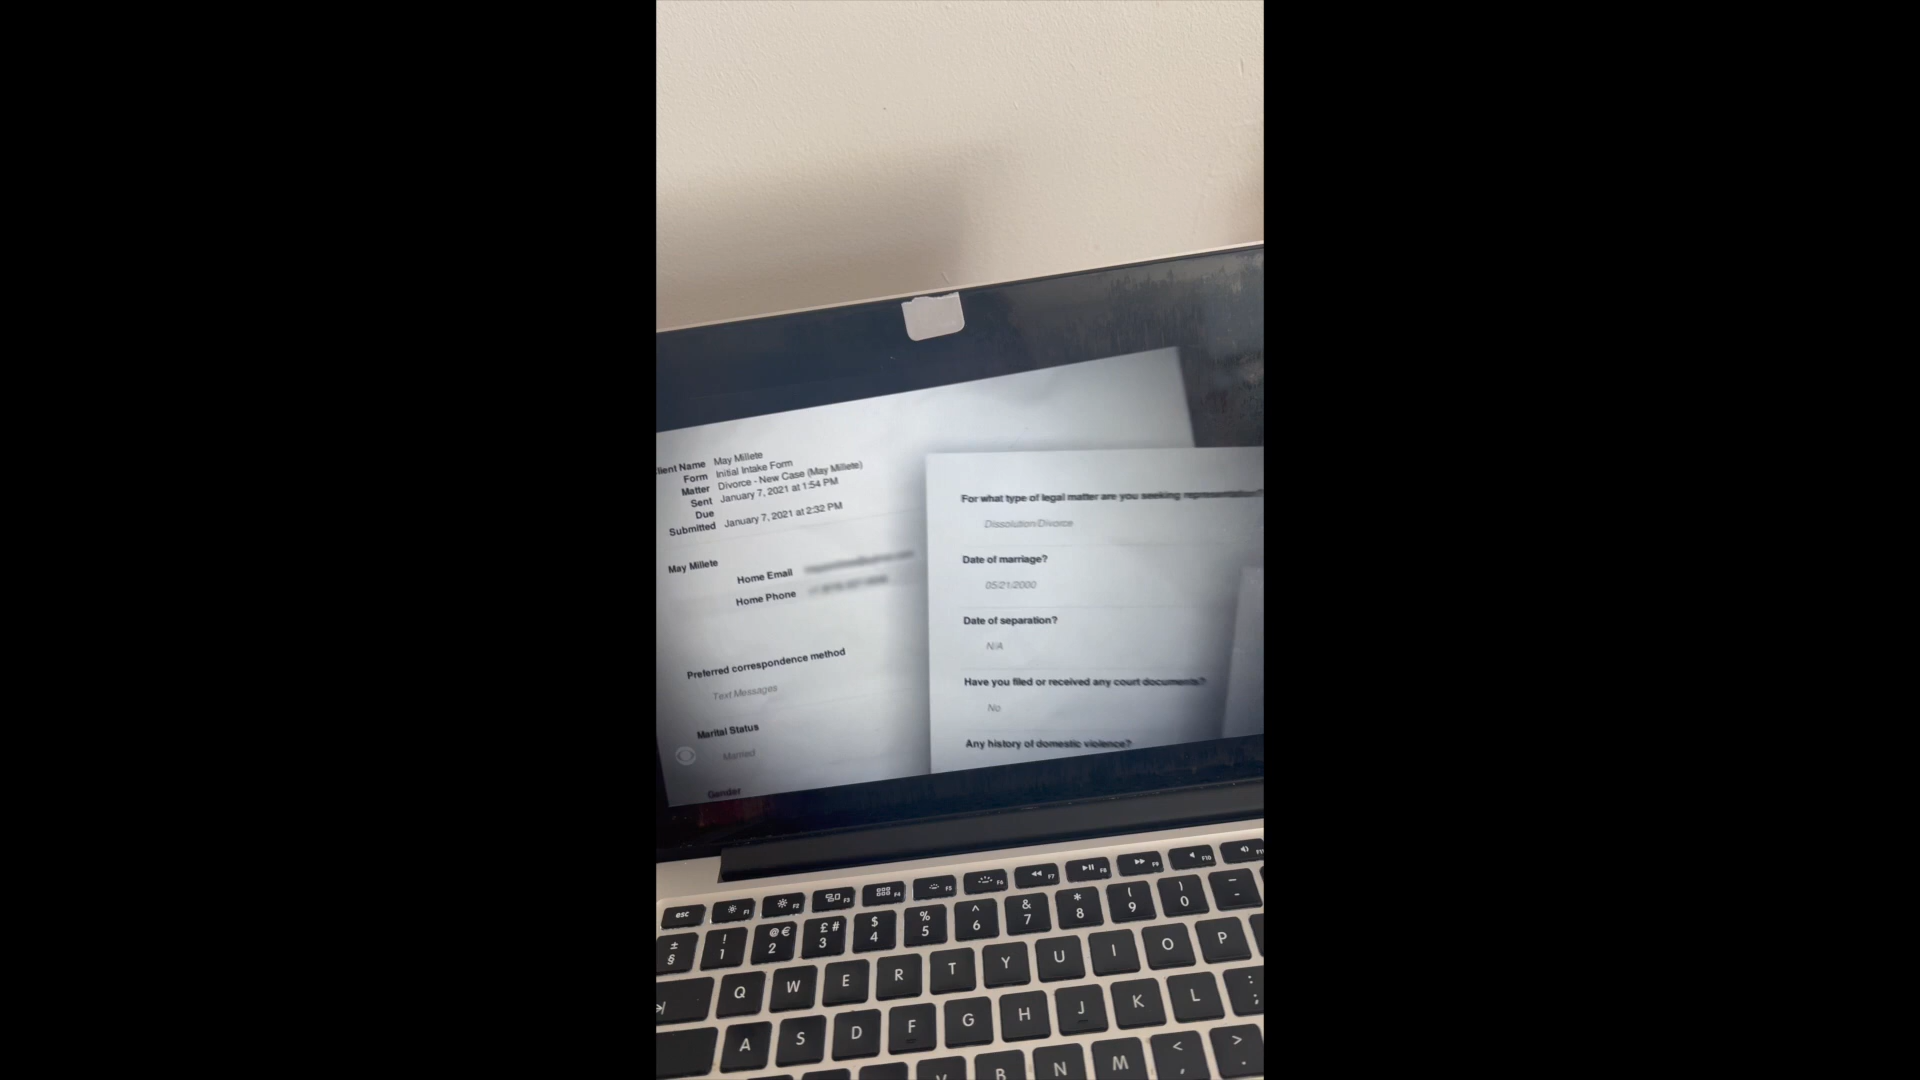 lient Name May Millete
Form Initial Intake Form
Matter Divorce - New Case (May Millete)
Sent January 7, 2021 at 1:54 PM
Due
Submitted January 7, 2021 at 2:32 PM
May Millete
Home Email
Home Phone
Preferred correspondence method
Text Messages
Marital Status
Married
Gender
For what type of legal matter are you seeking representation?
Dissolution/Divorce
Date of marriage?
05/21/2000
Date of separation?
N/A
Have you filed or received any court documents?
No
Any history of domestic violence?
esc F1 F2 F3 F4 F5 F6 F7 F8 F9 F10 F11
± § ! 1 @ € 2 £ # 3 $ 4 % 5 ^ 6 & 7 * 8 ( 9 ) 0 _ -
Q W E R T Y U I O P
A S D F G H J K L : ;
V B N M < , > .